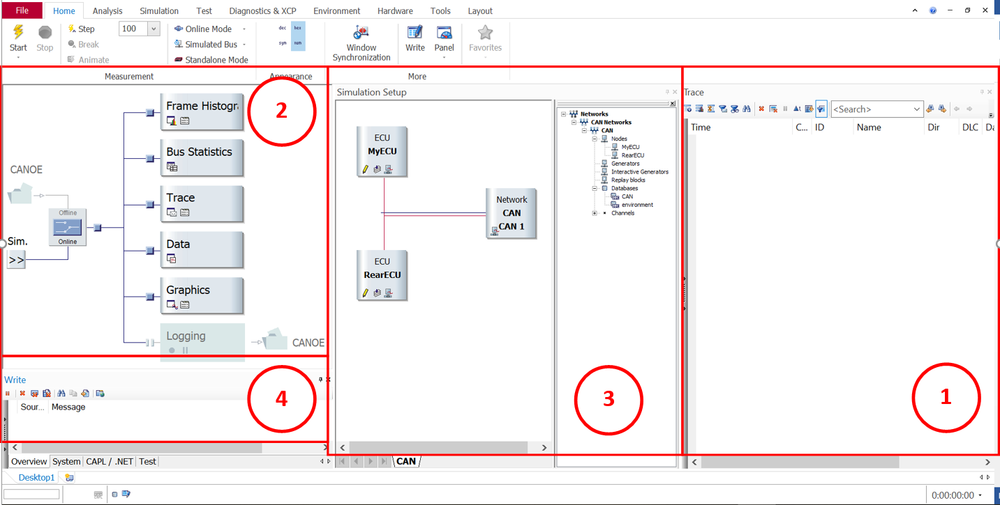 File Home Analysis Simulation Test Diagnostics & XCP Environment Hardware Tools Layout
Start
Stop
Step
Break
Animate
100
Online Mode
Simulated Bus
Standalone Mode
dec hex
sym num
Window
Synchronization
Write
Panel
Favorites
Measurement
Appearance
More
2
Frame Histogr
Bus Statistics
Trace
Data
Graphics
Logging
CANOE
Offline
Online
Sim.
>>
CANOE
Write
Sour... Message
4
Overview System CAPL / .NET Test
Simulation Setup
ECU
MyECU
Network
CAN
CAN 1
ECU
RearECU
CAN
Networks
CAN Networks
CAN
Nodes
MyECU
RearECU
Generators
Interactive Generators
Replay blocks
Databases
CAN
environment
Channels
3
Trace
<Search>
Time C... ID Name Dir DLC Da
1
Desktop1
0:00:00:00